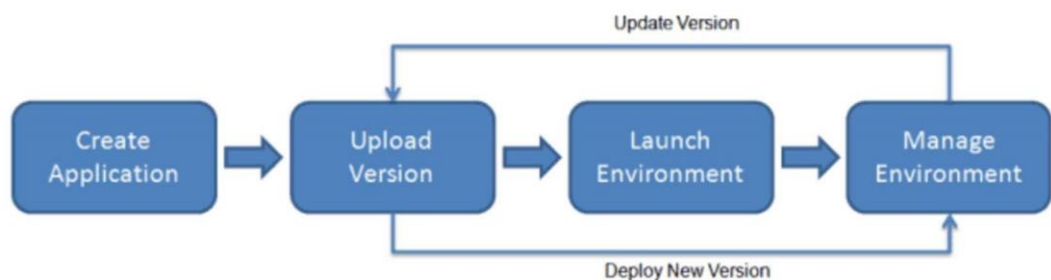 Update Version
Create
Application
Upload
Version
Launch
Environment
Manage
Environment
Deploy New Version